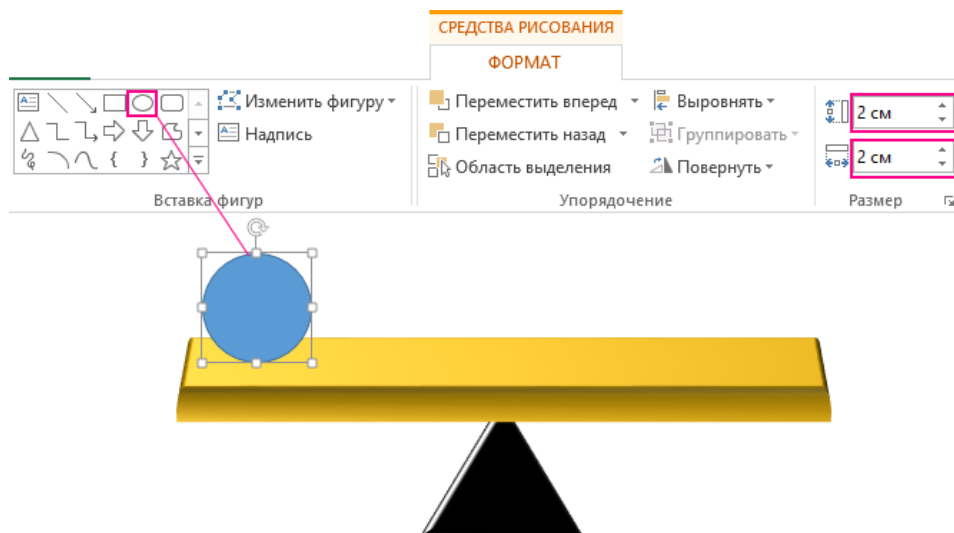 СРЕДСТВА РИСОВАНИЯ
ФОРМАТ
Изменить фигуру
Надпись
Вставка фигур
Переместить вперед
Переместить назад
Область выделения
Выровнять
Группировать
Повернуть
Упорядочение
2 см
2 см
Размер